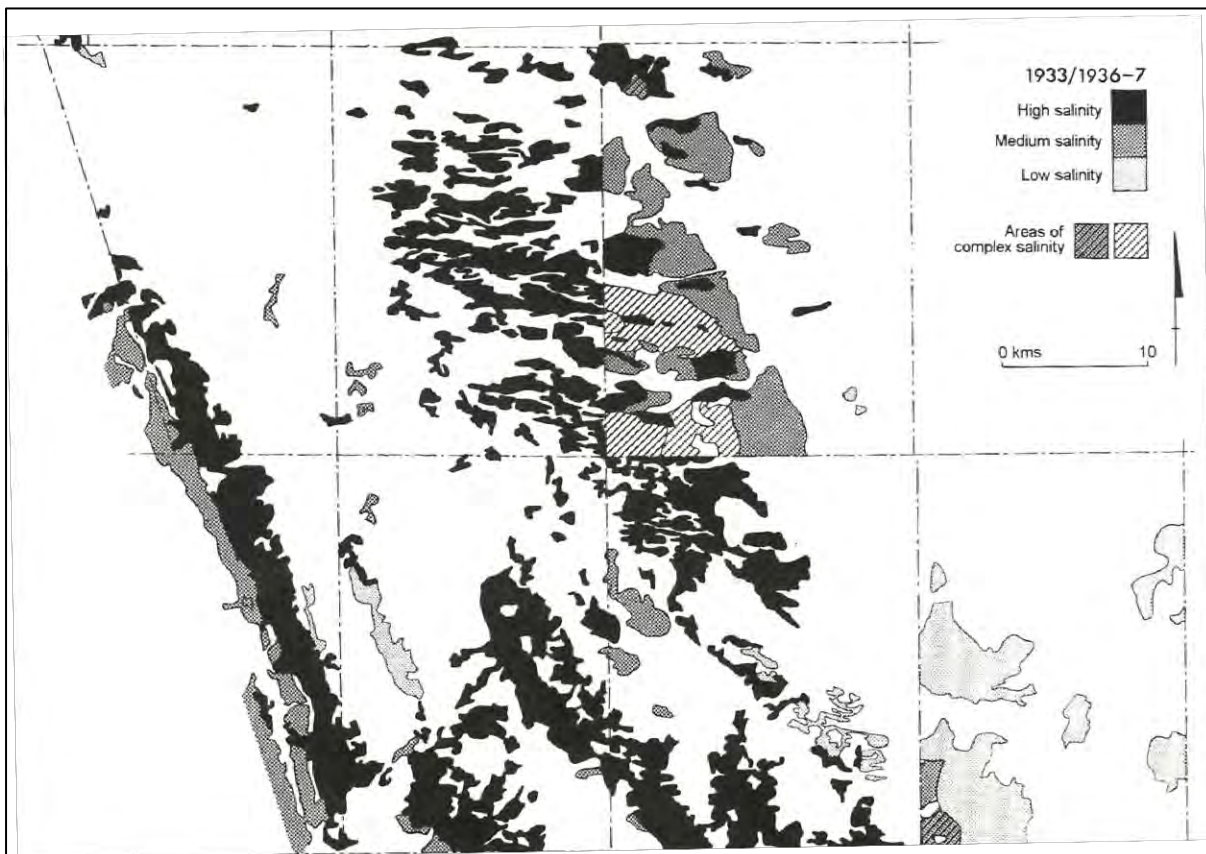 1933/1936–7
High salinity
Medium salinity
Low salinity
Areas of
complex salinity
0 kms 10